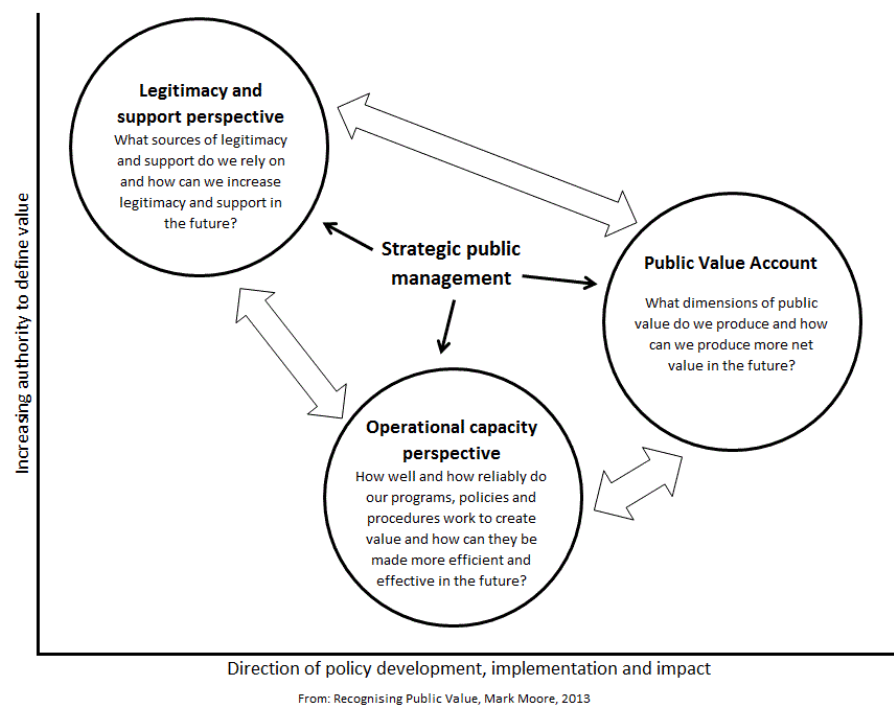 Legitimacy and
support perspective
What sources of legitimacy
and support do we rely on
and how can we increase
legitimacy and support in
the future?
Strategic public
management
Public Value Account
What dimensions of public
value do we produce and how
can we produce more net
value in the future?
Operational capacity
perspective
How well and how reliably do
our programs, policies and
procedures work to create
value and how can they be
made more efficient and
effective in the future?
Increasing authority to define value
Direction of policy development, implementation and impact
From: Recognising Public Value, Mark Moore, 2013